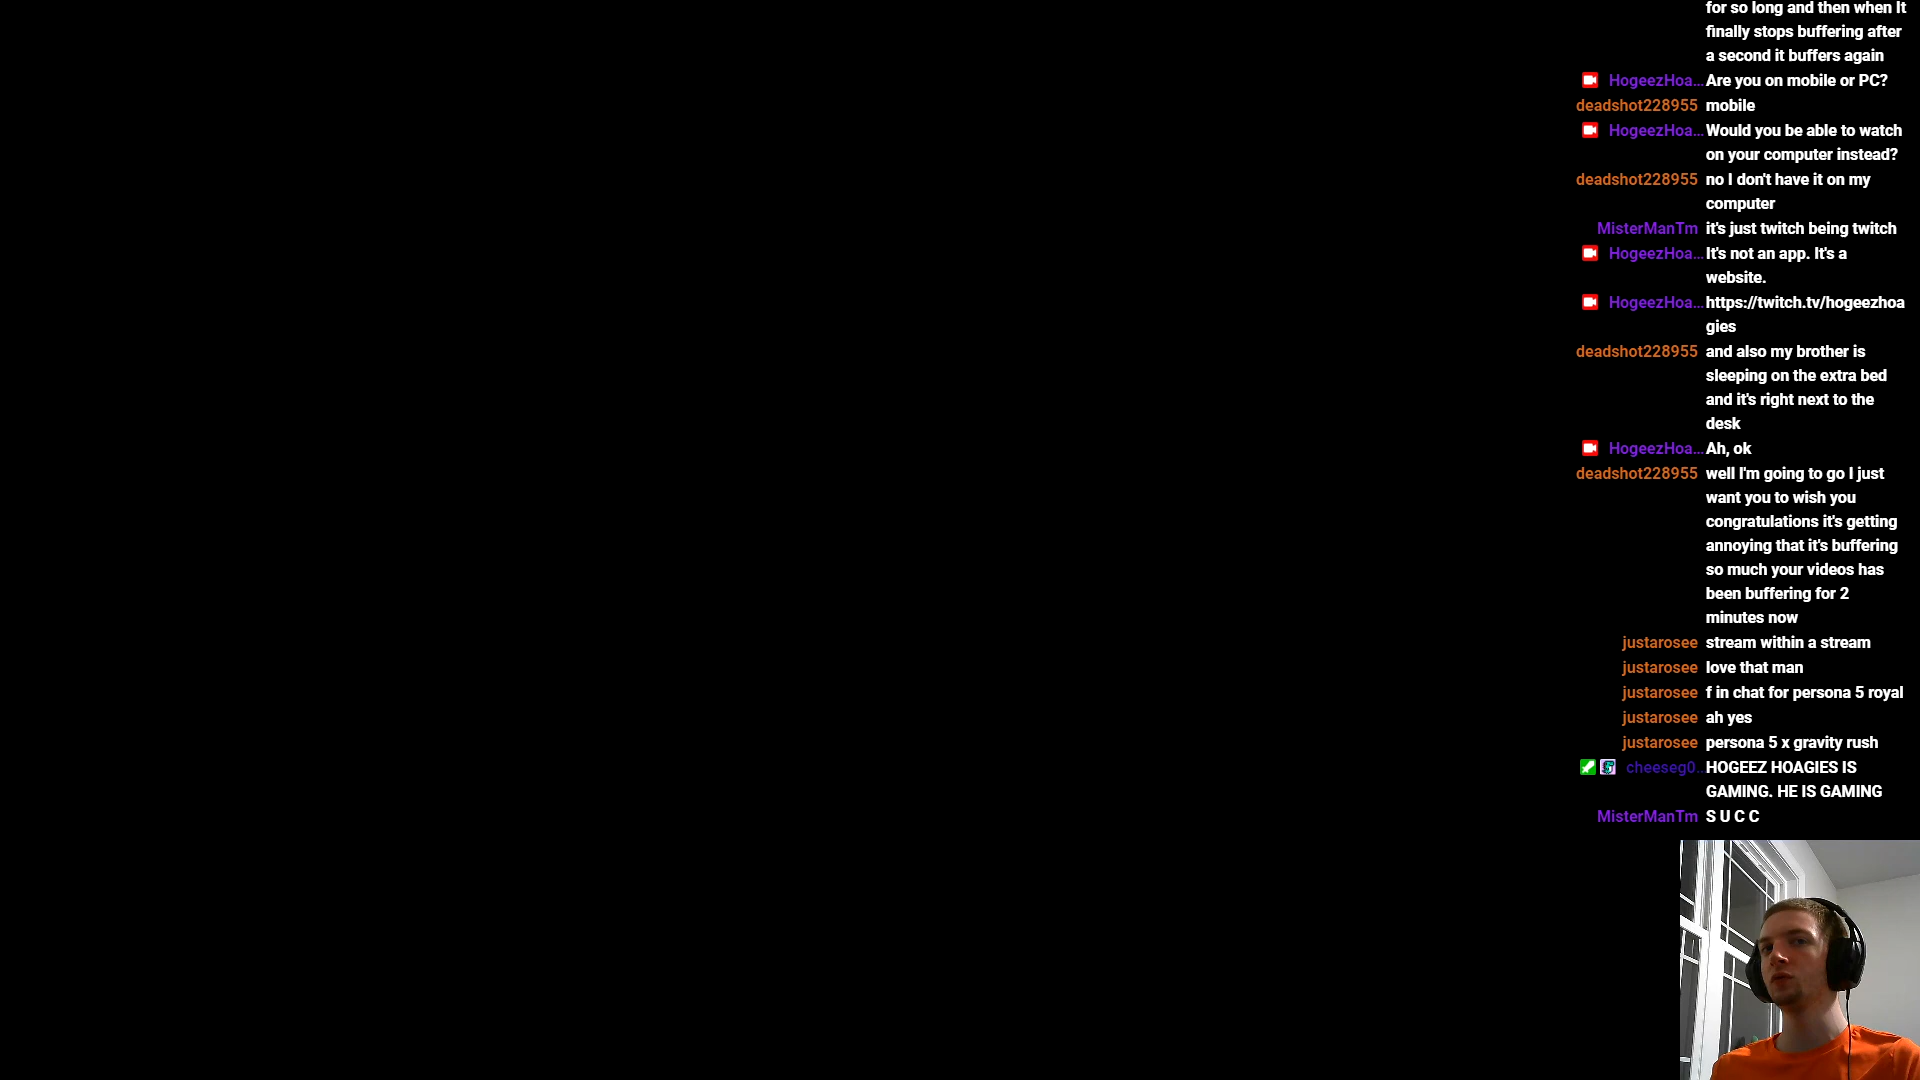 for so long and then when It
finally stops buffering after
a second it buffers again
HogeezHoa... Are you on mobile or PC?
deadshot228955 mobile
HogeezHoa... Would you be able to watch
on your computer instead?
deadshot228955 no I don't have it on my
computer
MisterManTm it's just twitch being twitch
HogeezHoa... It's not an app. It's a
website.
HogeezHoa... https://twitch.tv/hogeezhoa
gies
deadshot228955 and also my brother is
sleeping on the extra bed
and it's right next to the
desk
HogeezHoa... Ah, ok
deadshot228955 well I'm going to go I just
want you to wish you
congratulations it's getting
annoying that it's buffering
so much your videos has
been buffering for 2
minutes now
justarosee stream within a stream
justarosee love that man
justarosee f in chat for persona 5 royal
justarosee ah yes
justarosee persona 5 x gravity rush
cheeseg0... HOGEEZ HOAGIES IS
GAMING. HE IS GAMING
MisterManTm S U C C